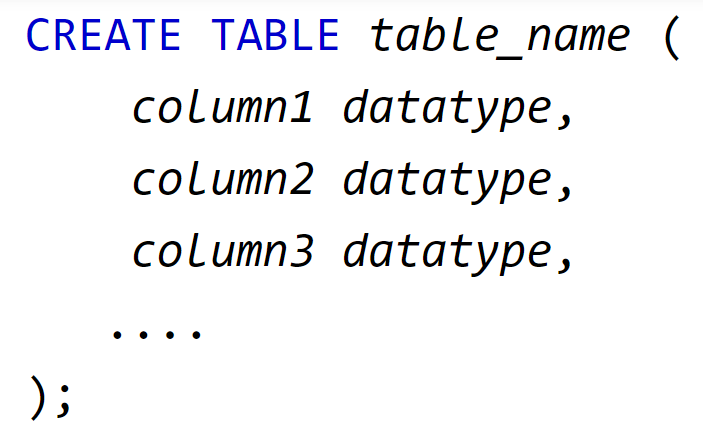 CREATE TABLE table_name (
column1 datatype,
column2 datatype,
column3 datatype,
....
);